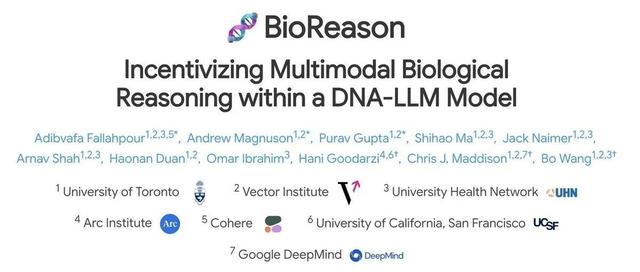 BioReason
Incentivizing Multimodal Biological
Reasoning within a DNA-LLM Model
Adibvafa Fallahpour1,2,3,5*, Andrew Magnuson1,2*, Purav Gupta1,2*, Shihao Ma1,2,3, Jack Naimer1,2,3,
Arnav Shah1,2,3, Haonan Duan1,2, Omar Ibrahim3, Hani Goodarzi4,6†, Chris J. Maddison1,2,7†, Bo Wang1,2,3†
1 University of Toronto 2 Vector Institute 3 University Health Network UHN
4 Arc Institute Arc 5 Cohere 6 University of California, San Francisco UCSF
7 Google DeepMind DeepMind